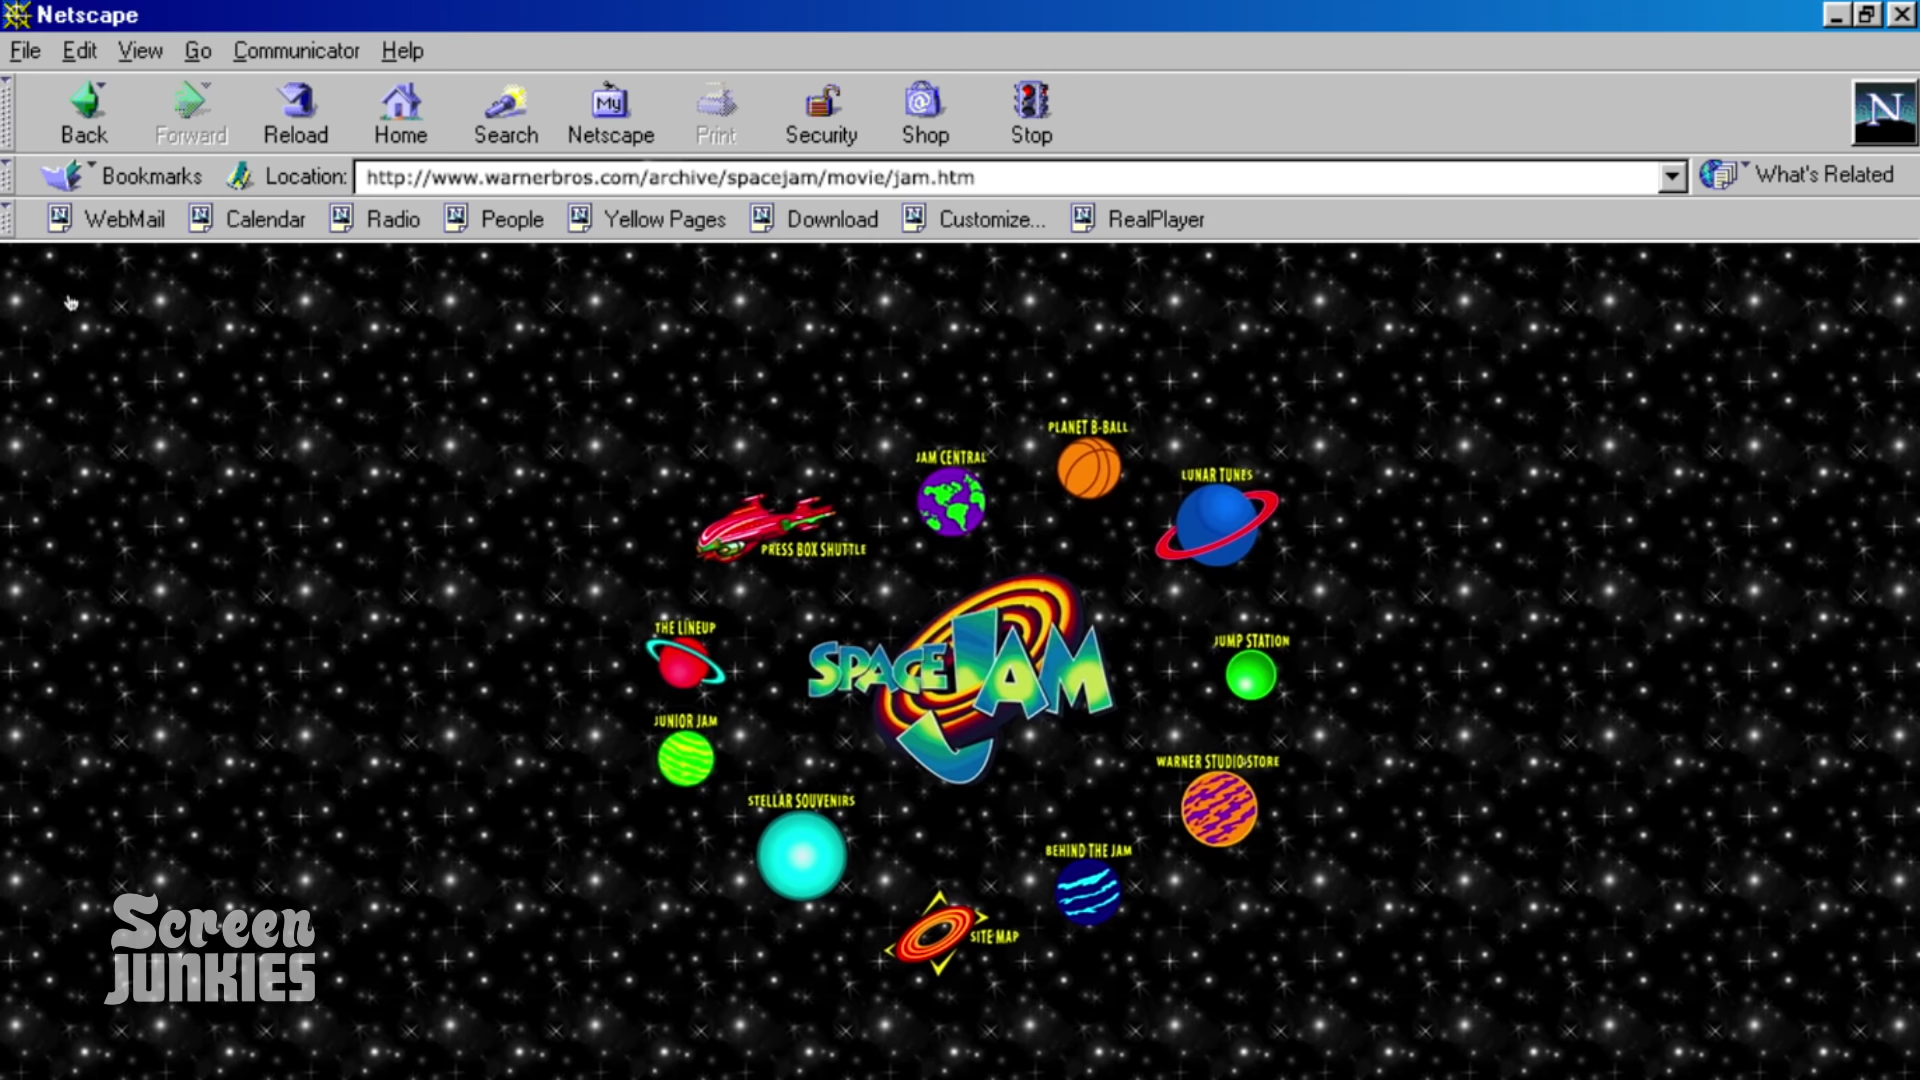 Netscape
File Edit View Go Communicator Help
My
Back Forward Reload Home Search Netscape Print Security Shop Stop
N
Bookmarks Location: http://www.warnerbros.com/archive/spacejam/movie/jam.htm What's Related
WebMail Calendar Radio People Yellow Pages Download Customize... RealPlayer
PLANET B-BALL
JAM CENTRAL
LUNAR TUNES
PRESS BOX SHUTTLE
THE LINEUP
JUMP STATION
SPACE JAM
JUNIOR JAM
WARNER STUDIO STORE
STELLAR SOUVENIRS
BEHIND THE JAM
SITE MAP
Screen
JUNKIES